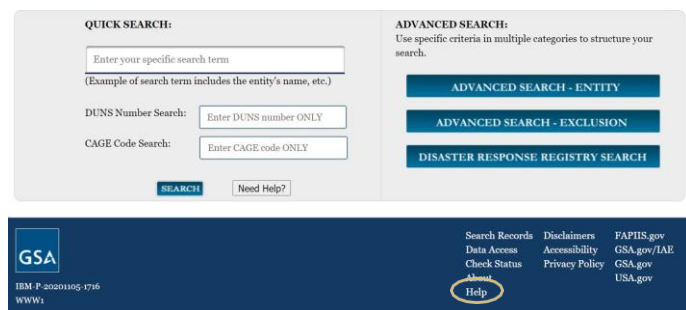 QUICK SEARCH:
Enter your specific search term
(Example of search term includes the entity's name, etc.)
DUNS Number Search:
Enter DUNS number ONLY
CAGE Code Search:
Enter CAGE code ONLY
SEARCH
Need Help?
ADVANCED SEARCH:
Use specific criteria in multiple categories to structure your
search.
ADVANCED SEARCH - ENTITY
ADVANCED SEARCH - EXCLUSION
DISASTER RESPONSE REGISTRY SEARCH
GSA
IBM-P-20201105-1716
WWW1
Search Records
Data Access
Check Status
About
Help
Disclaimers
Accessibility
Privacy Policy
FAPIIS.gov
GSA.gov/IAE
GSA.gov
USA.gov